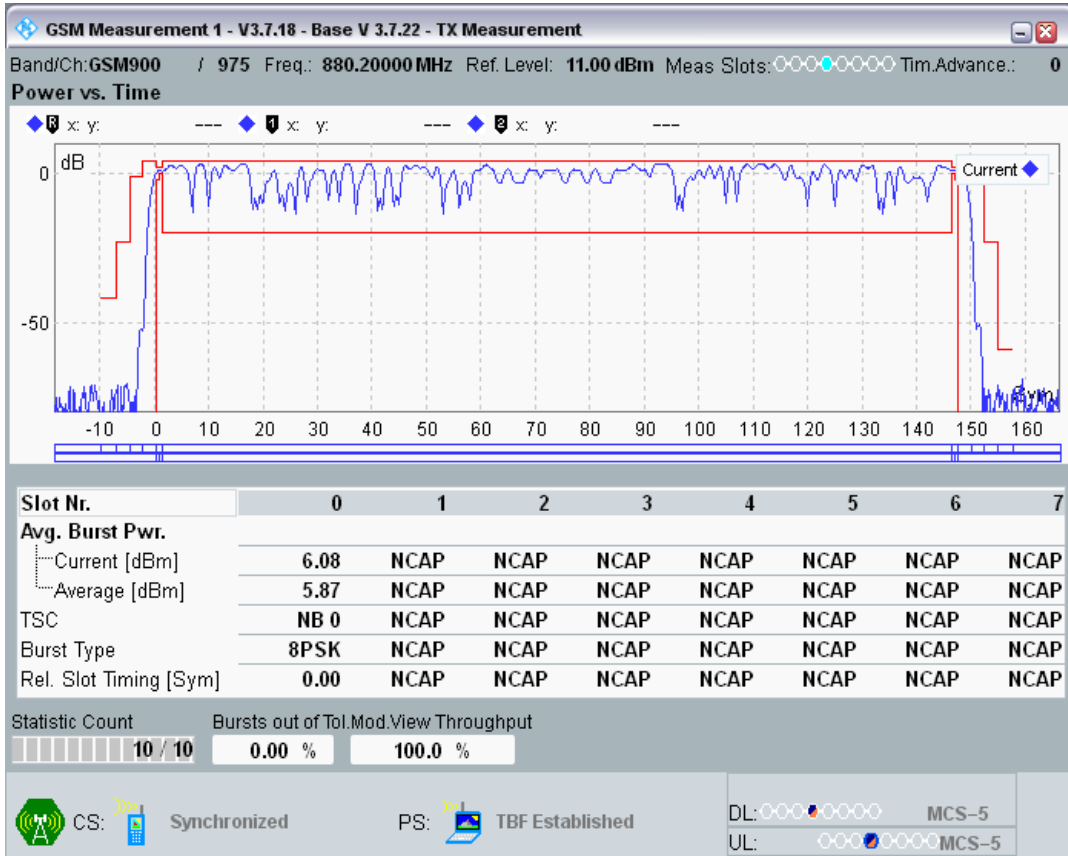 GSM Measurement 1 - V3.7.18 - Base V 3.7.22 - TX Measurement
Band/Ch:GSM900 / 975 Freq.: 880.20000 MHz Ref. Level: 11.00 dBm Meas Slots: Tim.Advance.: 0
Power vs. Time
R x: y: --- 1 x: y: --- 2 x: y: ---
dB
Current
0
-50
Sym
-10 0 10 20 30 40 50 60 70 80 90 100 110 120 130 140 150 160
Slot Nr. 0 1 2 3 4 5 6 7
Avg. Burst Pwr.
Current [dBm] 6.08 NCAP NCAP NCAP NCAP NCAP NCAP NCAP
Average [dBm] 5.87 NCAP NCAP NCAP NCAP NCAP NCAP NCAP
TSC NB 0 NCAP NCAP NCAP NCAP NCAP NCAP NCAP
Burst Type 8PSK NCAP NCAP NCAP NCAP NCAP NCAP NCAP
Rel. Slot Timing [Sym] 0.00 NCAP NCAP NCAP NCAP NCAP NCAP NCAP
Statistic Count Bursts out of Tol.Mod.View Throughput
10 / 10 0.00 % 100.0 %
CS: Synchronized PS: TBF Established
DL: MCS-5
UL: MCS-5